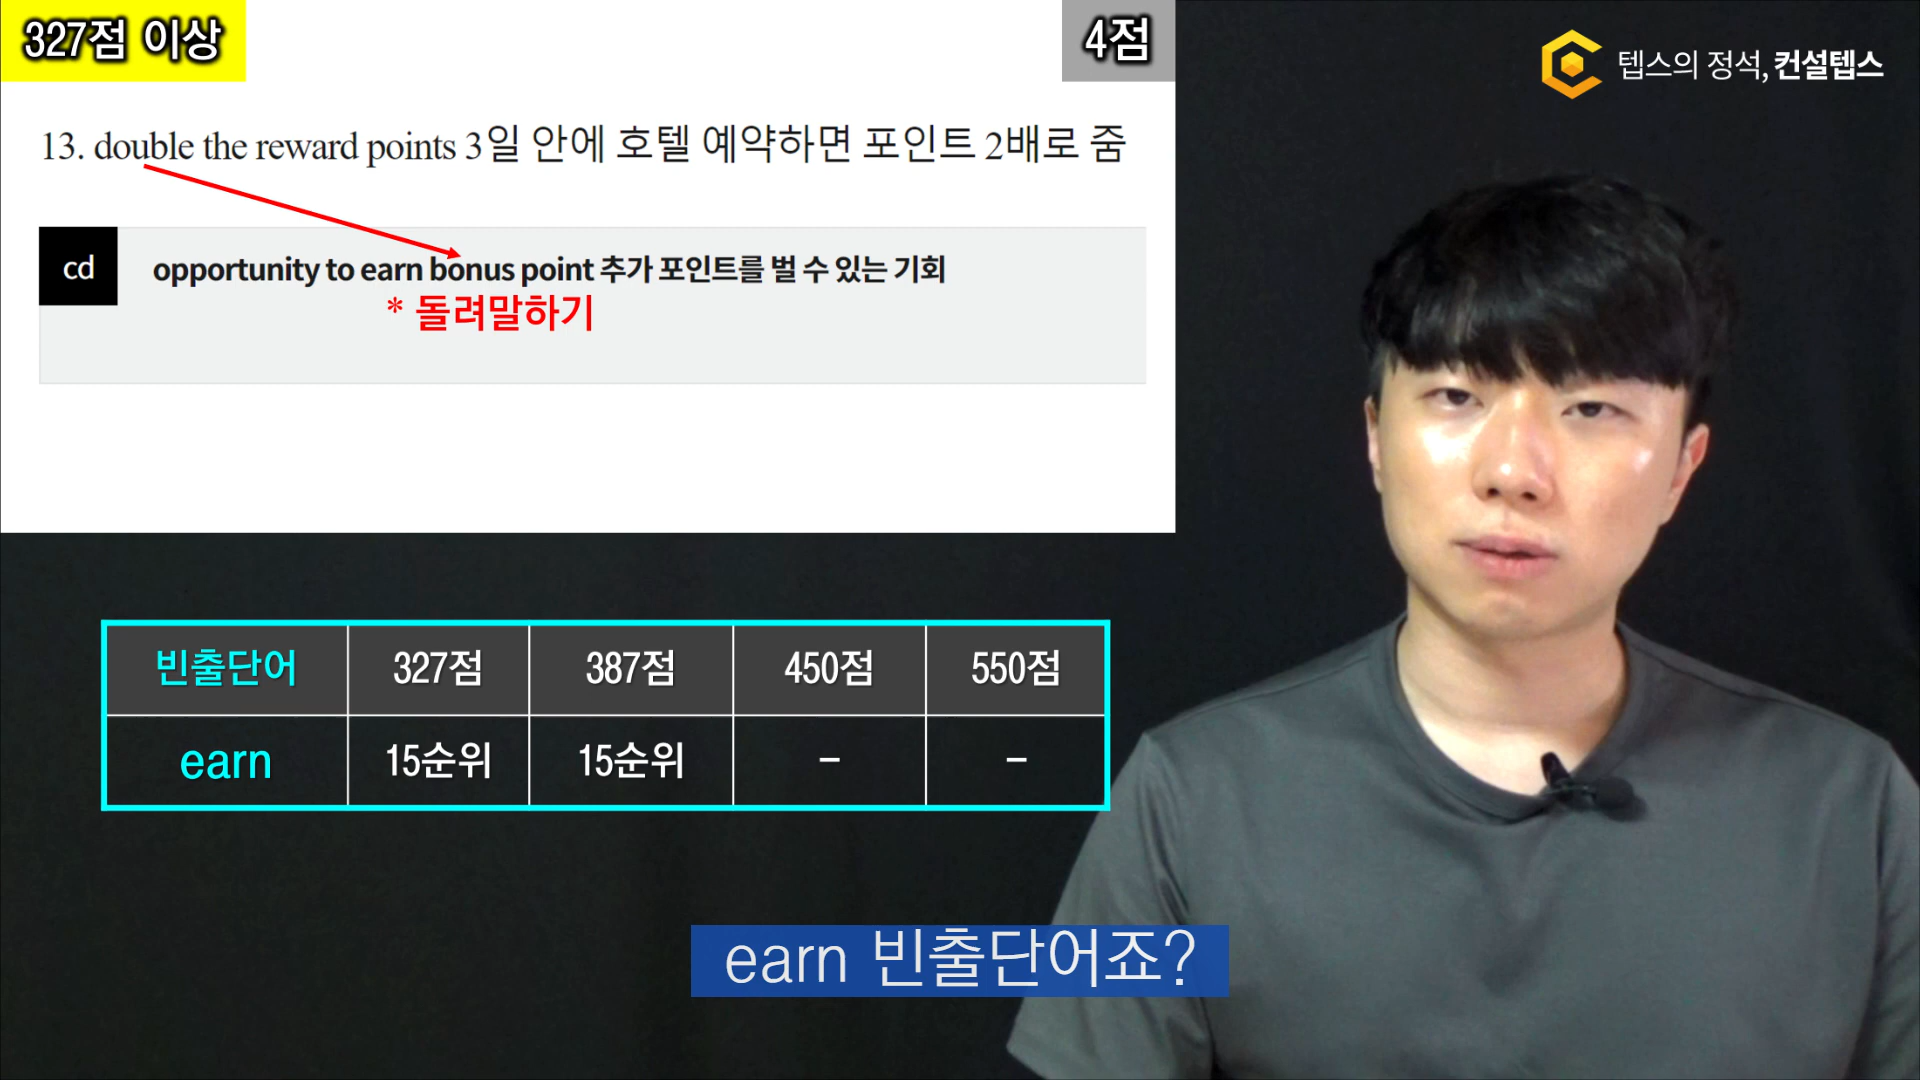 327점 이상
4점
텝스의 정석, 컨설텝스
13. double the reward points 3일 안에 호텔 예약하면 포인트 2배로 줌
cd
opportunity to earn bonus point 추가 포인트를 벌 수 있는 기회
* 돌려말하기
빈출단어 327점 387점 450점 550점
earn 15순위 15순위 – –
earn 빈출단어죠?